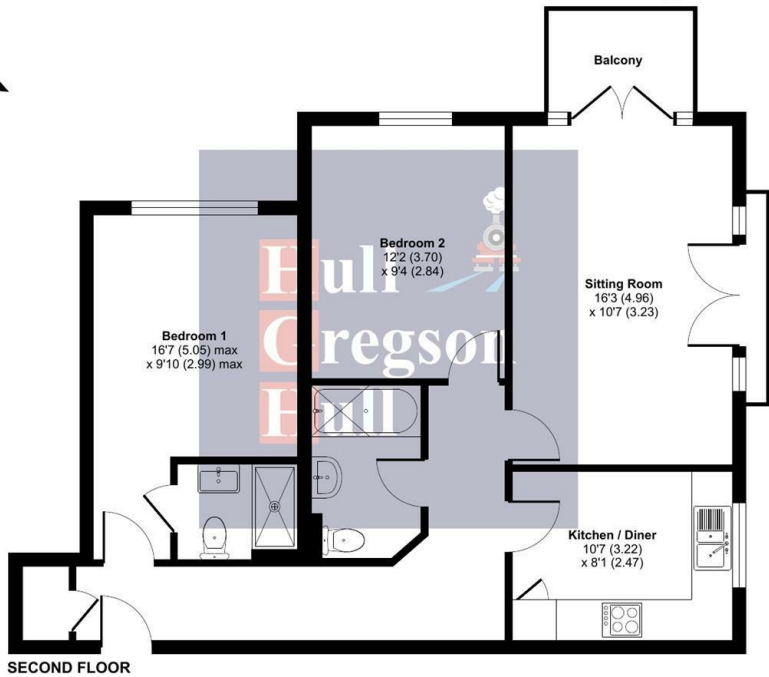 Balcony
Bedroom 2
12'2 (3.70)
x 9'4 (2.84)
Sitting Room
16'3 (4.96)
x 10'7 (3.23)
Bedroom 1
16'7 (5.05) max
x 9'10 (2.99) max
Hull
Gregson
Hull
Kitchen / Diner
10'7 (3.22)
x 8'1 (2.47)
SECOND FLOOR